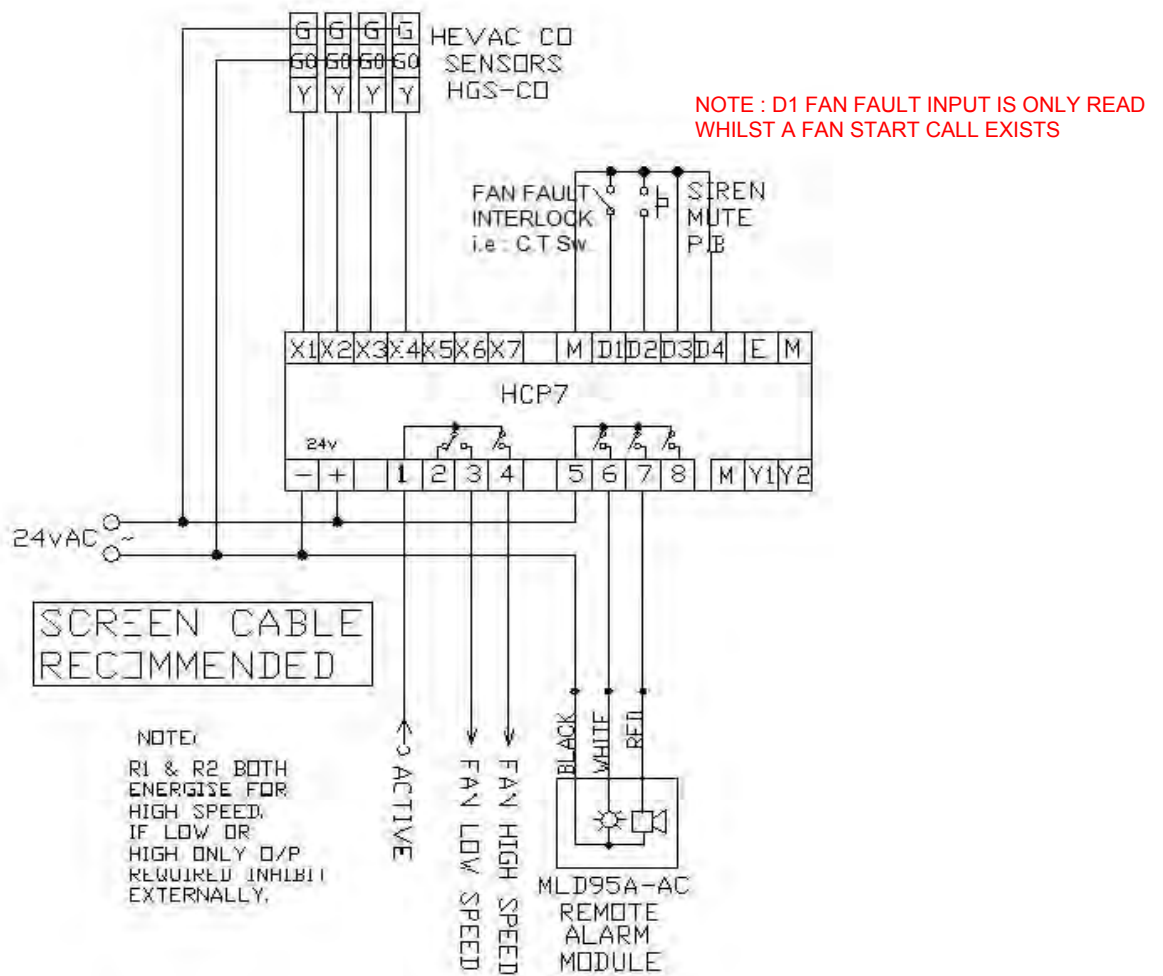 G G G G HEVAC CO
G0 G0 G0 G0 SENSORS
Y Y Y Y HGS-CO
NOTE : D1 FAN FAULT INPUT IS ONLY READ
WHILST A FAN START CALL EXISTS
FAN FAULT
INTERLOCK
i.e : C.T Sw.
SIREN
MUTE
P.B
X1 X2 X3 X4 X5 X6 X7 M D1 D2 D3 D4 E M
HCP7
24v
- + 1 2 3 4 5 6 7 8 M Y1 Y2
24vAC ~
SCREEN CABLE
RECOMMENDED
NOTE:
R1 & R2 BOTH
ENERGISE FOR
HIGH SPEED.
IF LOW OR
HIGH ONLY O/P
REQUIRED INHIBIT
EXTERNALLY.
ACTIVE
FAN LOW SPEED
FAN HIGH SPEED
BLACK
WHITE
RED
MLD95A-AC
REMOTE
ALARM
MODULE